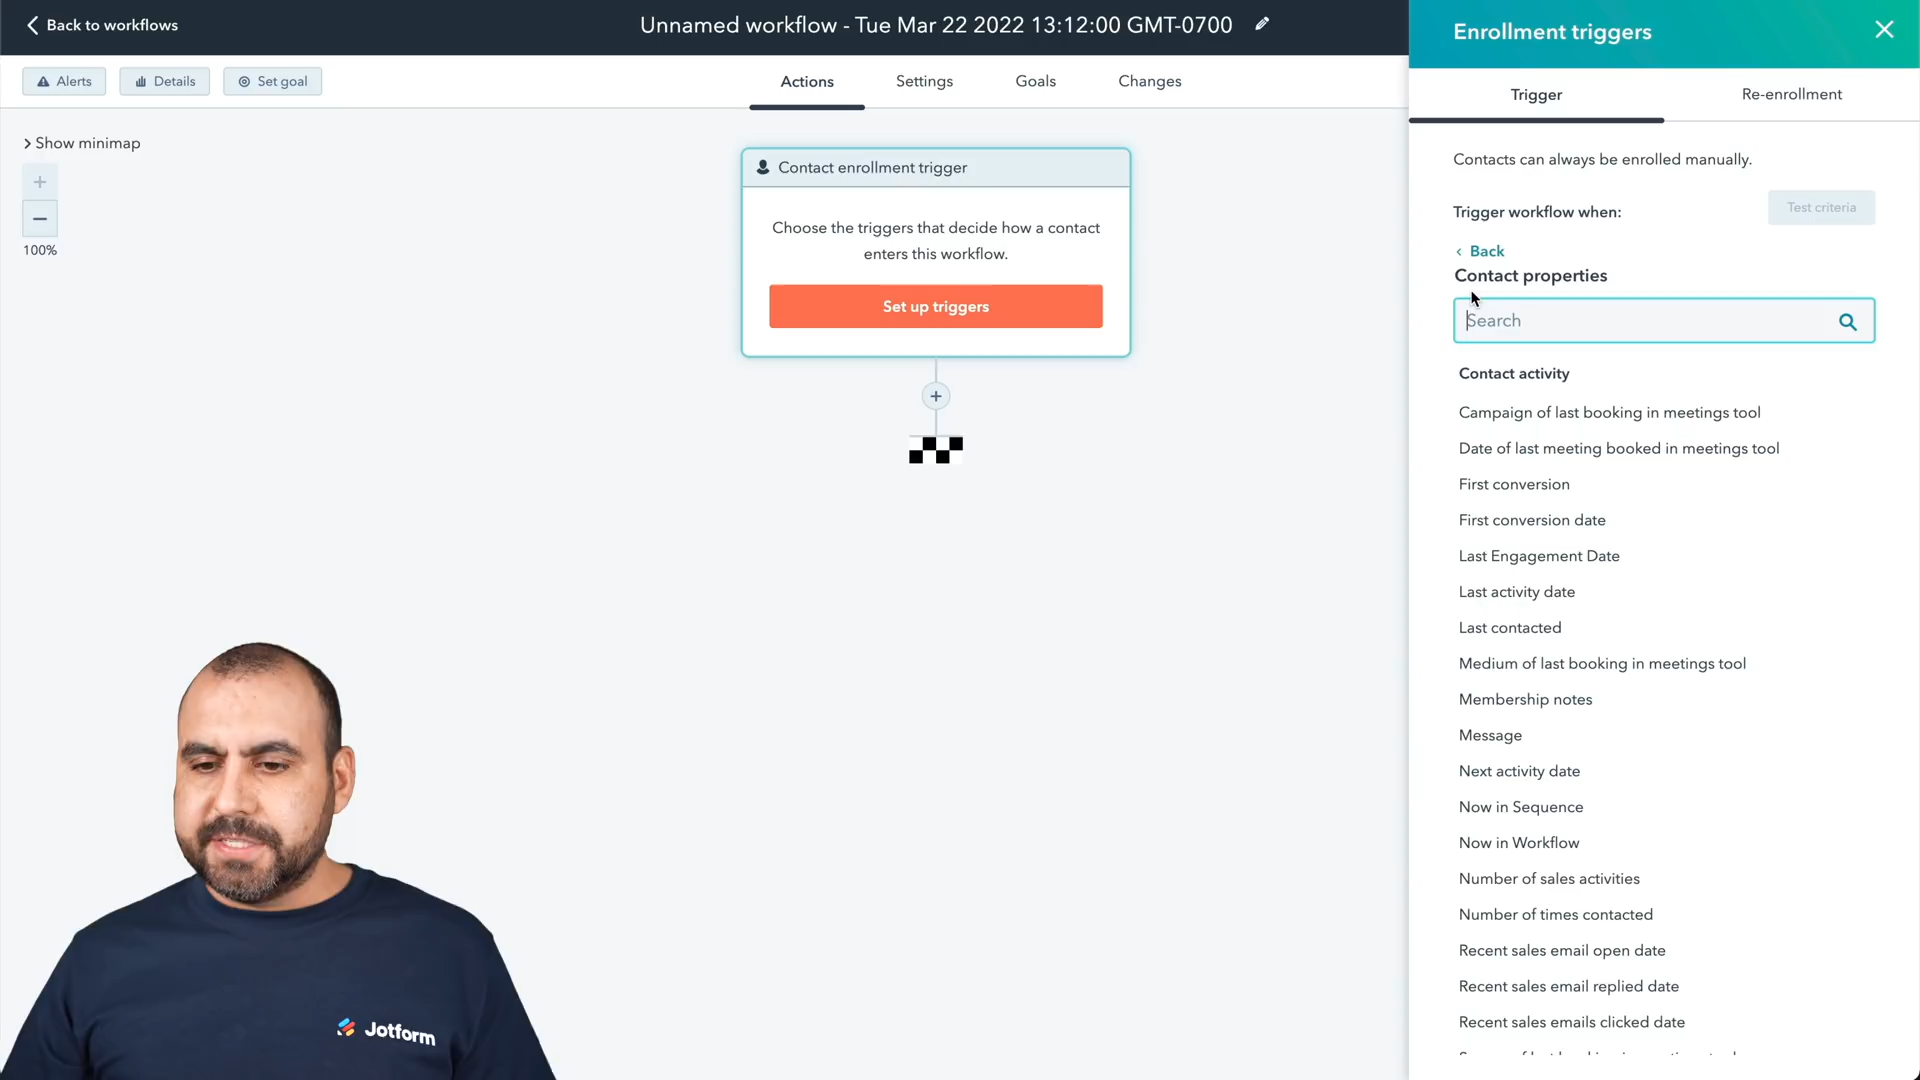 Back to workflows
Unnamed workflow - Tue Mar 22 2022 13:12:00 GMT-0700
Alerts
Details
Set goal
Actions
Settings
Goals
Changes
Show minimap
100%
Contact enrollment trigger
Choose the triggers that decide how a contact
enters this workflow.
Set up triggers
Jotform
Enrollment triggers
Trigger
Re-enrollment
Contacts can always be enrolled manually.
Trigger workflow when:
Test criteria
Back
Contact properties
Search
Contact activity
Campaign of last booking in meetings tool
Date of last meeting booked in meetings tool
First conversion
First conversion date
Last Engagement Date
Last activity date
Last contacted
Medium of last booking in meetings tool
Membership notes
Message
Next activity date
Now in Sequence
Now in Workflow
Number of sales activities
Number of times contacted
Recent sales email open date
Recent sales email replied date
Recent sales emails clicked date